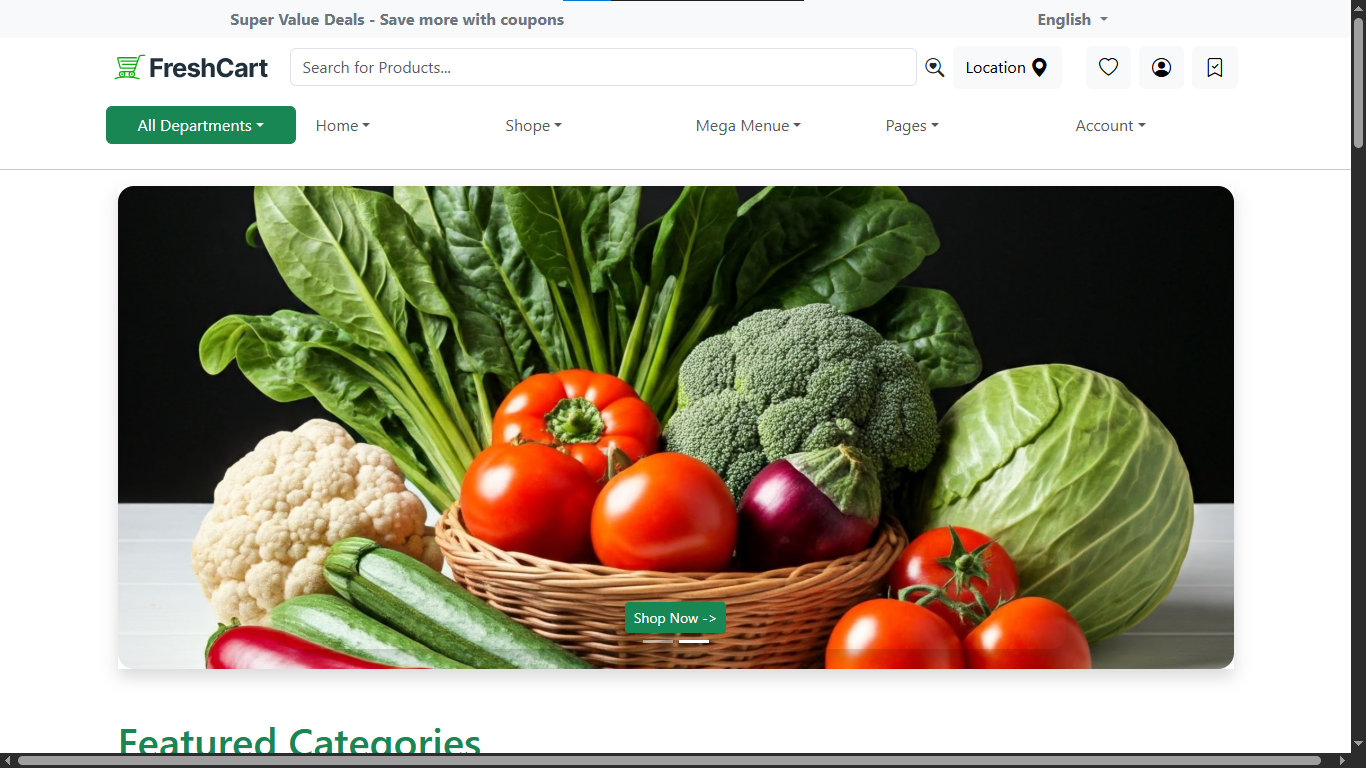 Super Value Deals - Save more with coupons
English
FreshCart
Search for Products...
Location
All Departments
Home
Shope
Mega Menue
Pages
Account
Shop Now ->
Featured Categories